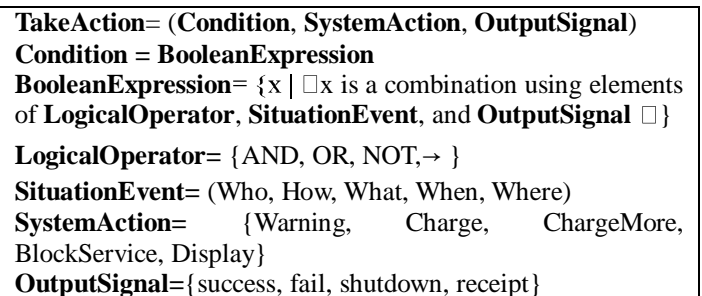 TakeAction= (Condition, SystemAction, OutputSignal)
Condition = BooleanExpression
BooleanExpression= {x | □x is a combination using elements
of LogicalOperator, SituationEvent, and OutputSignal □}
LogicalOperator= {AND, OR, NOT,→ }
SituationEvent= (Who, How, What, When, Where)
SystemAction= {Warning, Charge, ChargeMore,
BlockService, Display}
OutputSignal={success, fail, shutdown, receipt}